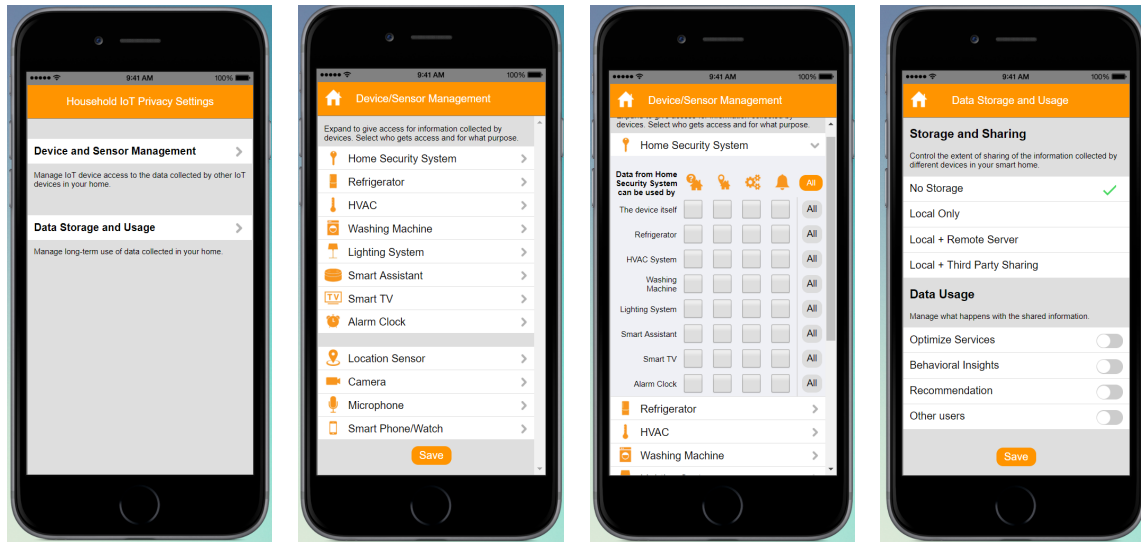 9:41 AM 100%
Household IoT Privacy Settings
Device and Sensor Management
Manage IoT device access to the data collected by other IoT
devices in your home.
Data Storage and Usage
Manage long-term use of data collected in your home.
9:41 AM 100%
Device/Sensor Management
Expand to give access for information collected by
devices. Select who gets access and for what purpose.
Home Security System
Refrigerator
HVAC
Washing Machine
Lighting System
Smart Assistant
TV Smart TV
Alarm Clock
Location Sensor
Camera
Microphone
Smart Phone/Watch
Save
9:41 AM 100%
Device/Sensor Management
Expand to give access for information collected by
devices. Select who gets access and for what purpose.
Home Security System
Data from Home
Security System
can be used by
All
The device itself All
Refrigerator All
HVAC System All
Washing
Machine All
Lighting System All
Smart Assistant All
Smart TV All
Alarm Clock All
Refrigerator
HVAC
Washing Machine
9:41 AM 100%
Data Storage and Usage
Storage and Sharing
Control the extent of sharing of the information collected by
different devices in your smart home.
No Storage
Local Only
Local + Remote Server
Local + Third Party Sharing
Data Usage
Manage what happens with the shared information.
Optimize Services
Behavioral Insights
Recommendation
Other users
Save